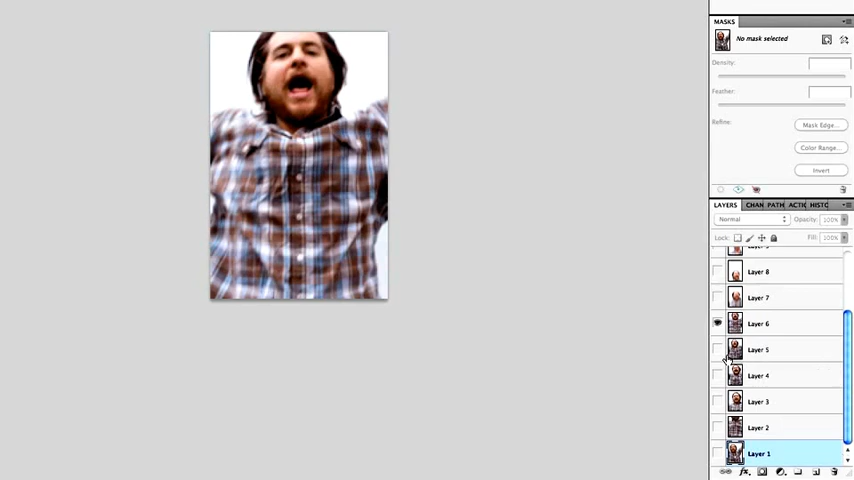 MASKS
No mask selected
Density:
Feather:
Refine:
Mask Edge...
Color Range...
Invert
LAYERS CHAN PATH ACTI HISTO
Normal Opacity: 100%
Lock: Fill: 100%
Layer 8
Layer 7
Layer 6
Layer 5
Layer 4
Layer 3
Layer 2
Layer 1